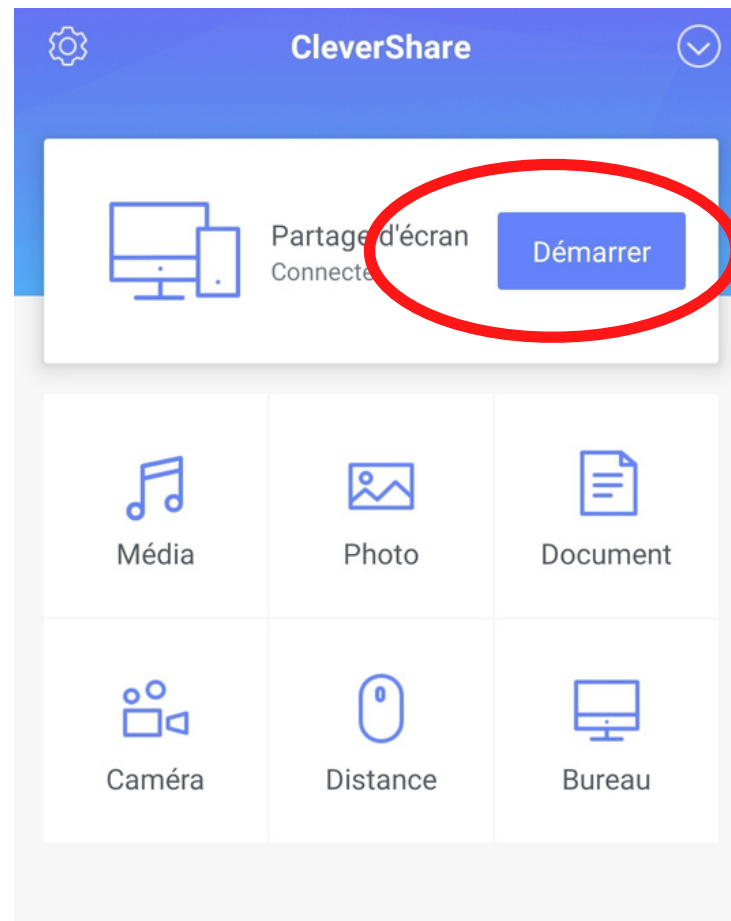 CleverShare
Partage d'écran
Démarrer
Média
Photo
Document
Caméra
Distance
Bureau